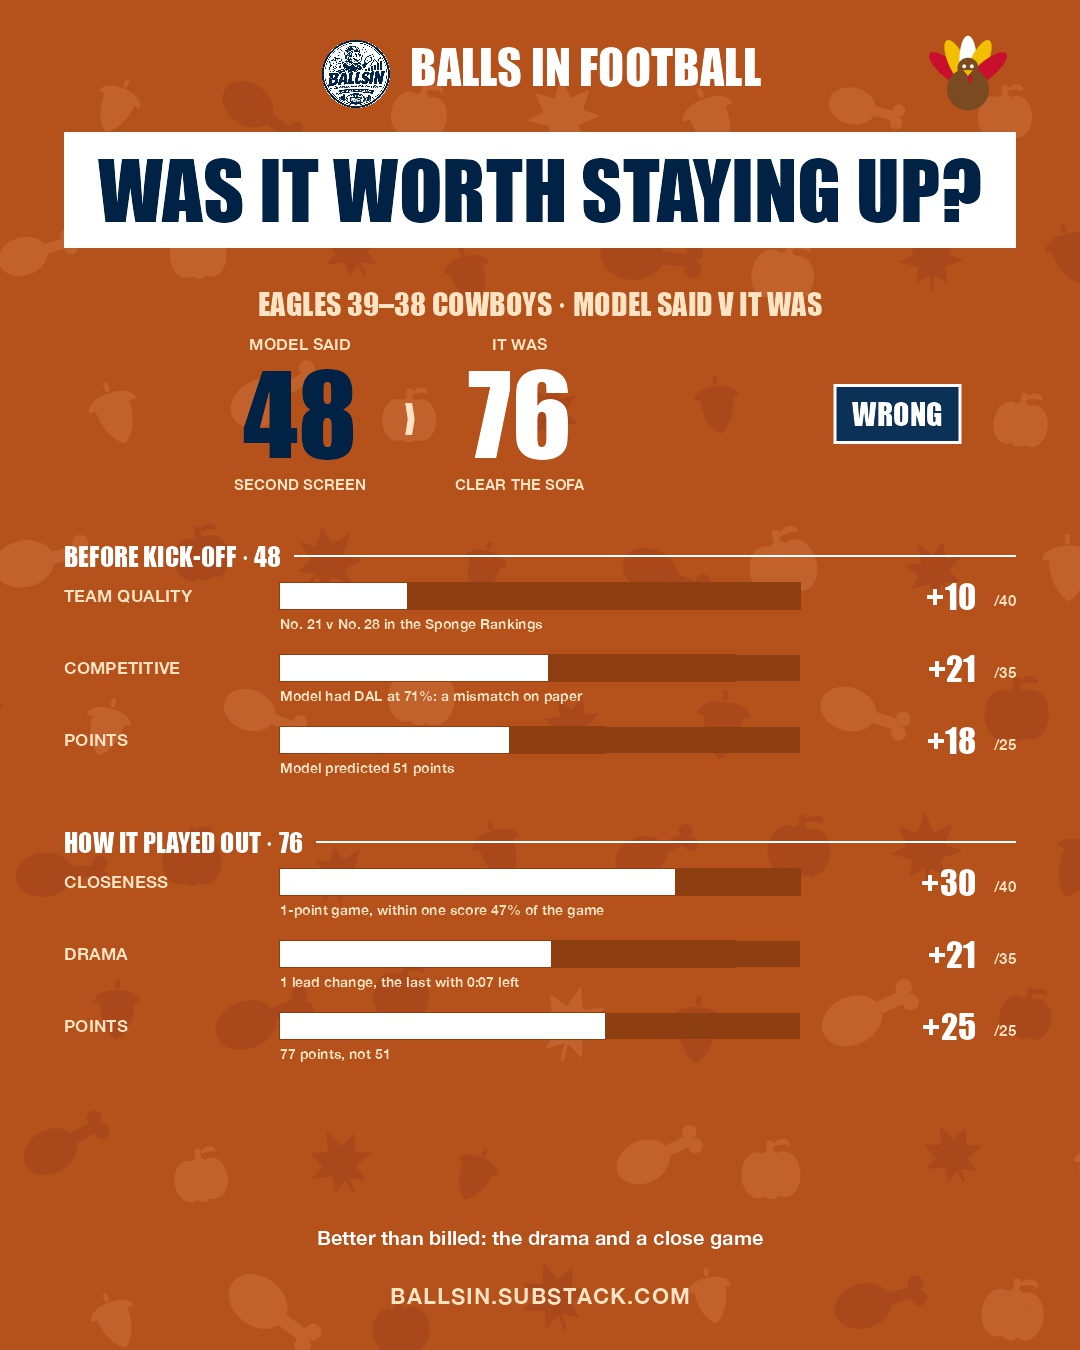 BALLSIN
BALLS IN FOOTBALL
WAS IT WORTH STAYING UP?
EAGLES 39–38 COWBOYS · MODEL SAID V IT WAS
MODEL SAID
48
SECOND SCREEN
⟩
IT WAS
76
CLEAR THE SOFA
WRONG
BEFORE KICK-OFF · 48
TEAM QUALITY +10 /40
No. 21 v No. 28 in the Sponge Rankings
COMPETITIVE +21 /35
Model had DAL at 71%: a mismatch on paper
POINTS +18 /25
Model predicted 51 points
HOW IT PLAYED OUT · 76
CLOSENESS +30 /40
1-point game, within one score 47% of the game
DRAMA +21 /35
1 lead change, the last with 0:07 left
POINTS +25 /25
77 points, not 51
Better than billed: the drama and a close game
BALLSIN.SUBSTACK.COM